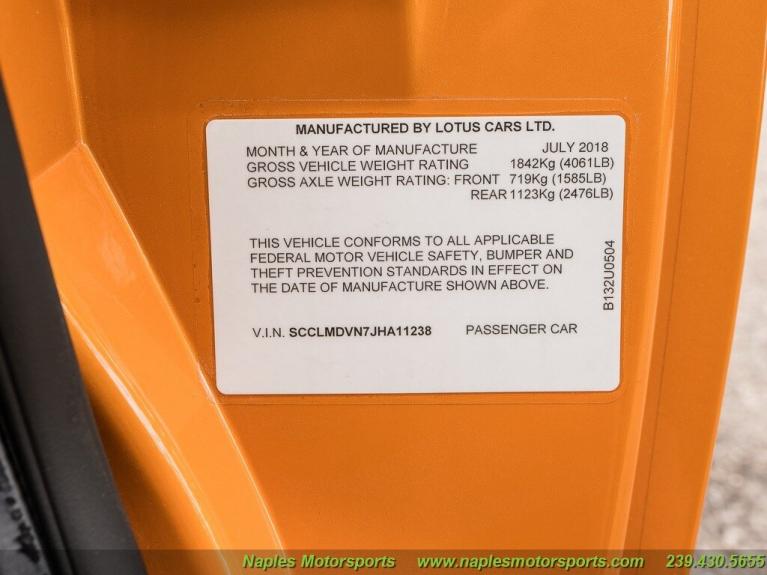 MANUFACTURED BY LOTUS CARS LTD.
MONTH & YEAR OF MANUFACTURE JULY 2018
GROSS VEHICLE WEIGHT RATING 1842Kg (4061LB)
GROSS AXLE WEIGHT RATING: FRONT 719Kg (1585LB)
REAR 1123Kg (2476LB)
THIS VEHICLE CONFORMS TO ALL APPLICABLE
FEDERAL MOTOR VEHICLE SAFETY, BUMPER AND
THEFT PREVENTION STANDARDS IN EFFECT ON
THE DATE OF MANUFACTURE SHOWN ABOVE.
B132U0504
V.I.N. SCCLMDVN7JHA11238 PASSENGER CAR
Naples Motorsports www.naplesmotorsports.com 239.430.5655